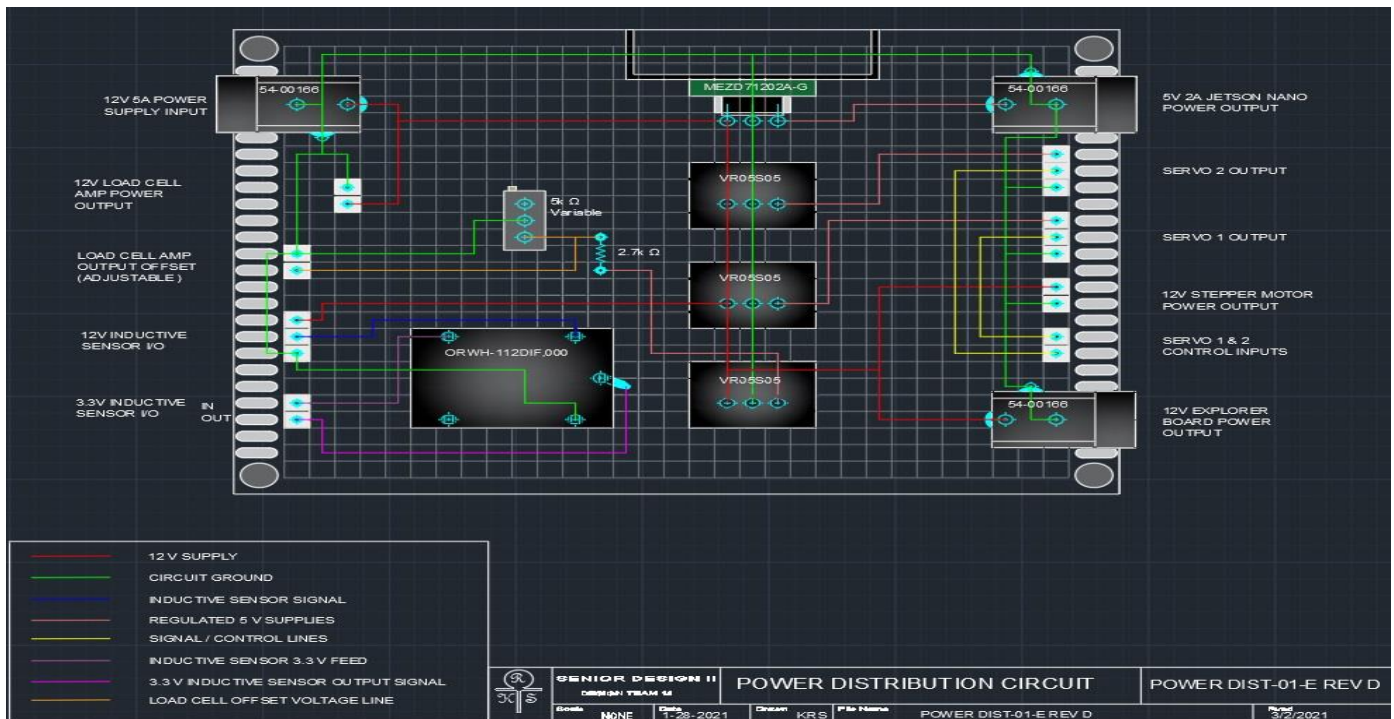 54-00166
MEZD71202A-G
54-00166
12V 5A POWER
SUPPLY INPUT
5V 2A JETSON NANO
POWER OUTPUT
12V LOAD CELL
AMP POWER
OUTPUT
VR05S05
SERVO 2 OUTPUT
5k Ω
Variable
LOAD CELL AMP
OUTPUT OFFSET
(ADJUSTABLE)
2.7k Ω
SERVO 1 OUTPUT
VR05S05
12V STEPPER MOTOR
POWER OUTPUT
12V INDUCTIVE
SENSOR I/O
ORWH-112DIF,000
SERVO 1 & 2
CONTROL INPUTS
VR05S05
3.3V INDUCTIVE
SENSOR I/O
IN
OUT
54-00166
12V EXPLORER
BOARD POWER
OUTPUT
12 V SUPPLY
CIRCUIT GROUND
INDUCTIVE SENSOR SIGNAL
REGULATED 5 V SUPPLIES
SIGNAL / CONTROL LINES
INDUCTIVE SENSOR 3.3 V FEED
3.3 V INDUCTIVE SENSOR OUTPUT SIGNAL
LOAD CELL OFFSET VOLTAGE LINE
R
K S
SENIOR DESIGN II
DESIGN TEAM 14
POWER DISTRIBUTION CIRCUIT
POWER DIST-01-E REV D
Scale
NONE
Date
1-28-2021
Drawn
KRS
File Name
POWER DIST-01-E REV D
3/2/2021